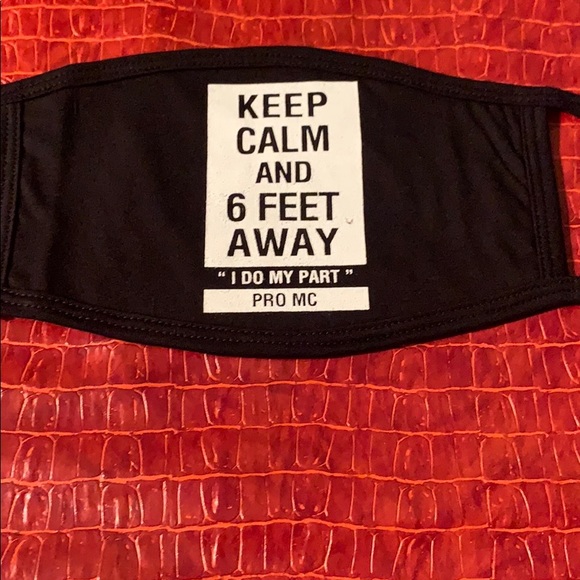 KEEP
CALM
AND
6 FEET
AWAY
“ I DO MY PART ”
PRO MC